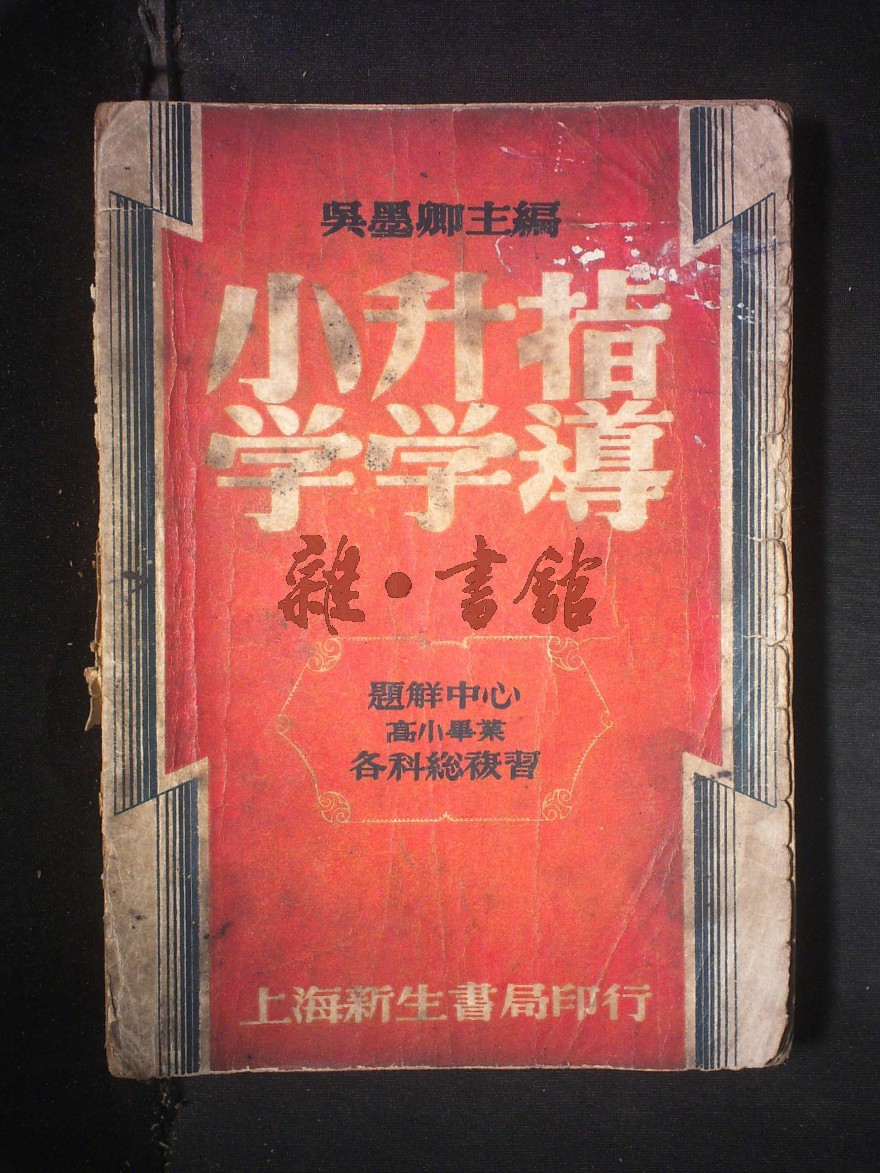 吳墨卿主編
小升指
学学導
雜·書舘
題解中心
高小畢業
各科総複習
上海新生書局印行